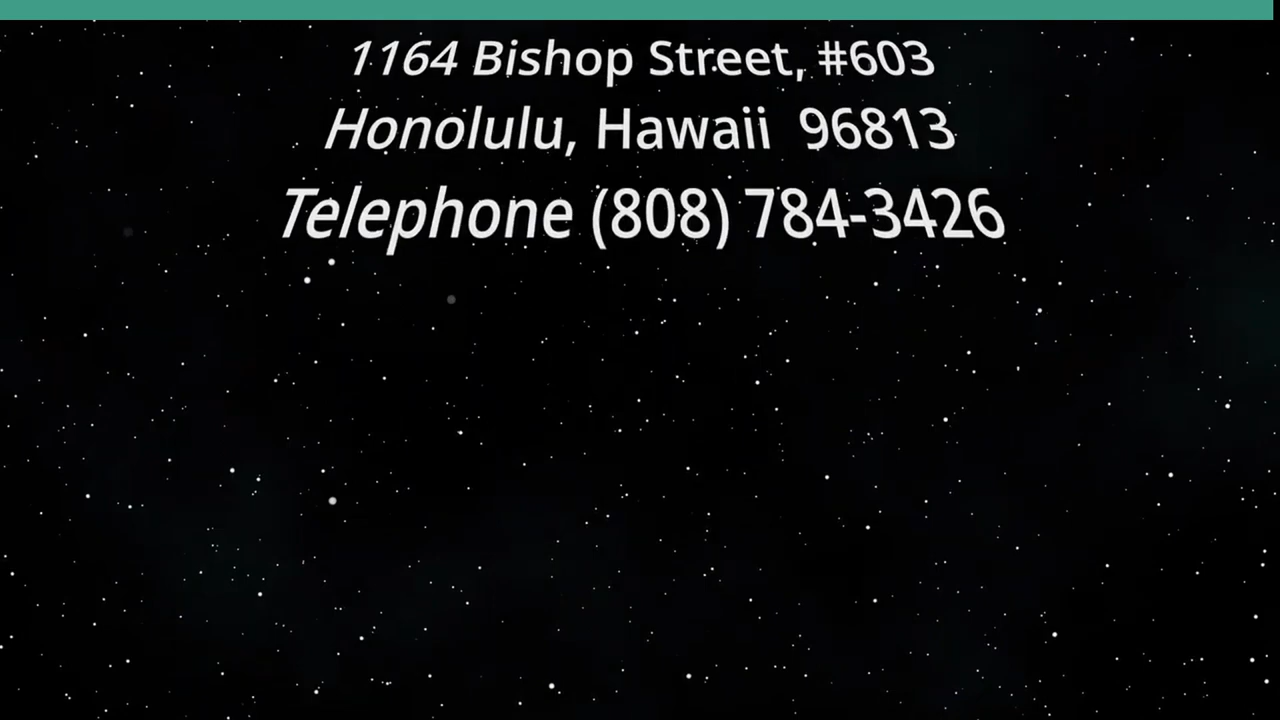 1164 Bishop Street, #603
Honolulu, Hawaii  96813
Telephone (808) 784-3426